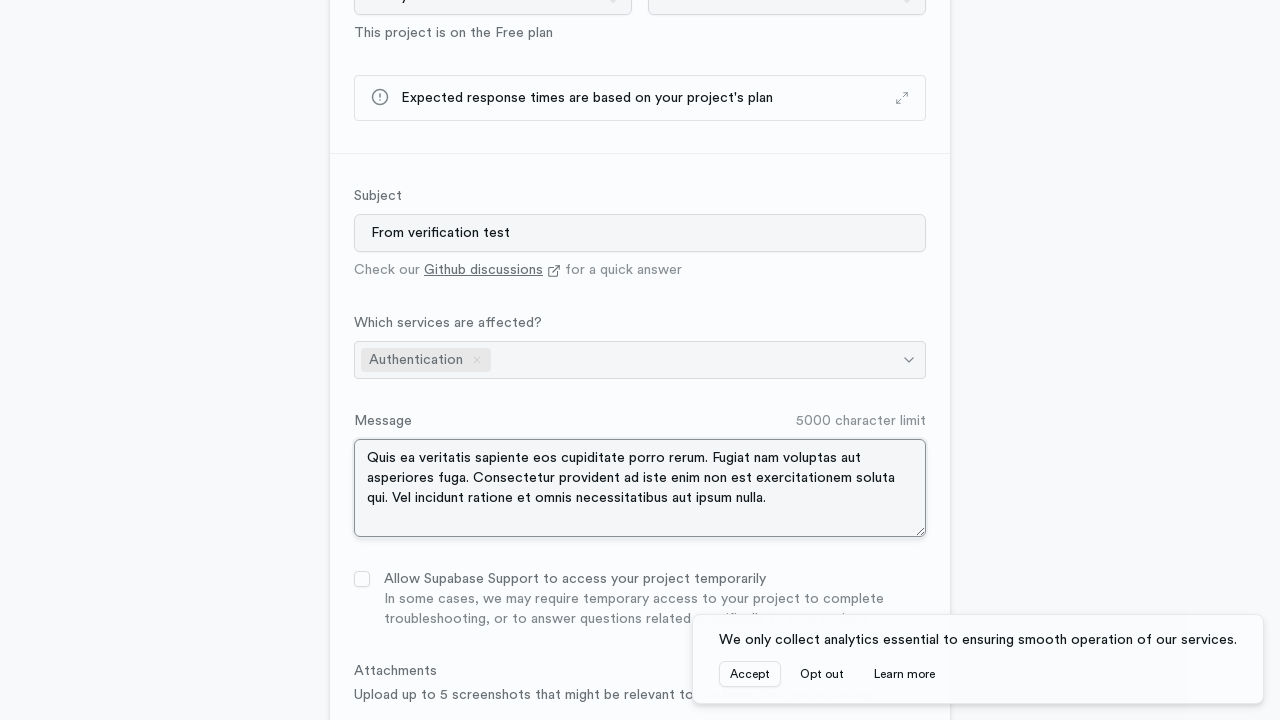 This project is on the Free plan
Expected response times are based on your project's plan
Subject
From verification test
Check our Github discussions for a quick answer
Which services are affected?
Authentication
Message
5000 character limit
Quis ea veritatis sapiente eos cupiditate porro rerum. Fugiat nam voluptas aut
asperiores fuga. Consectetur provident ad iste enim non est exercitationem soluta
qui. Vel incidunt ratione et omnis necessitatibus aut ipsum nulla.
Allow Supabase Support to access your project temporarily
In some cases, we may require temporary access to your project to complete
troubleshooting, or to answer questions related
We only collect analytics essential to ensuring smooth operation of our services.
Accept
Opt out
Learn more
Attachments
Upload up to 5 screenshots that might be relevant to